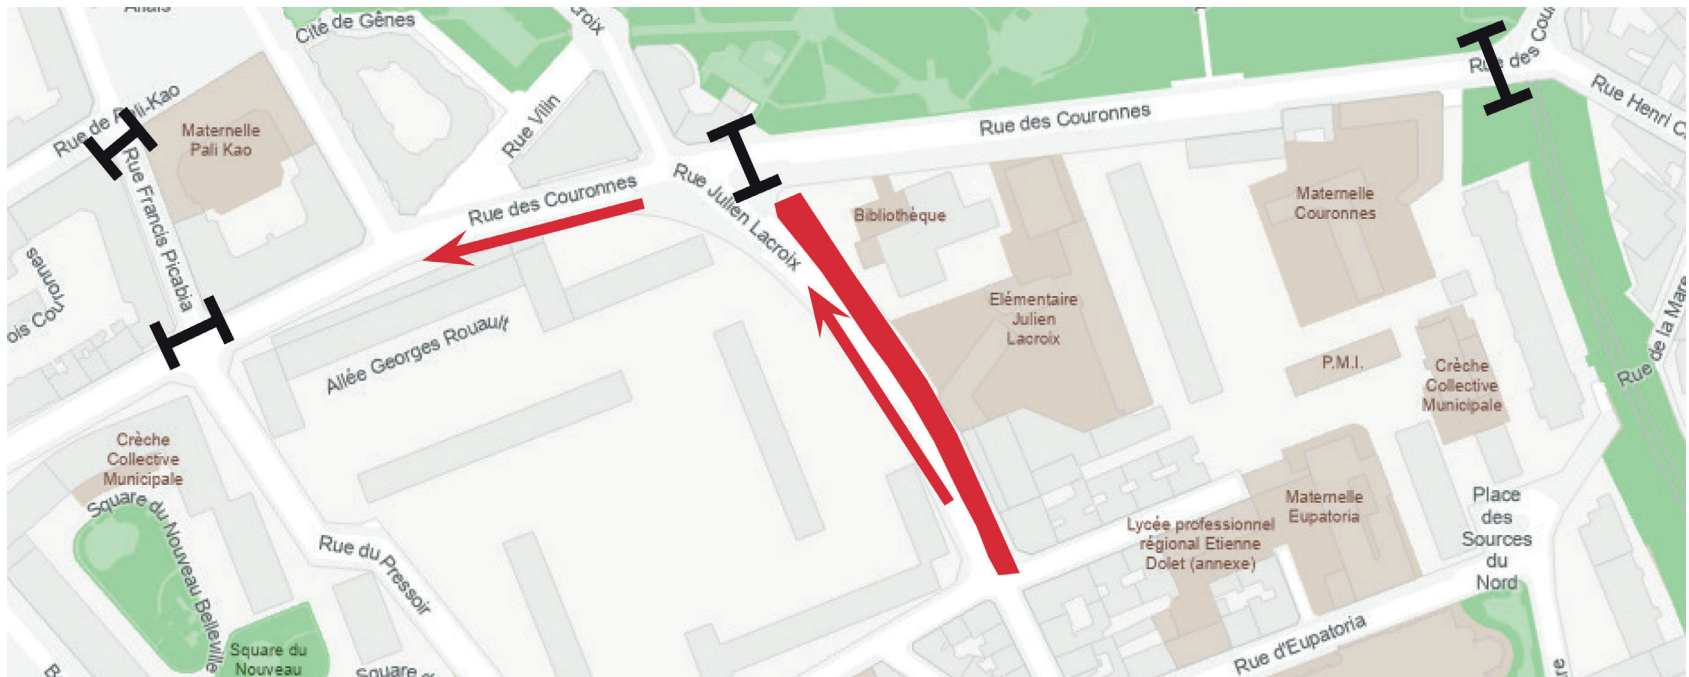 Cité de Gênes
Rue de Pali-Kao
Maternelle
Pali Kao
Rue Vilin
Rue des Couronnes
Rue des
Rue Henri C
Rue Francis Picabia
Rue des Couronnes
Rue Julien Lacroix
Bibliothèque
Maternelle
Couronnes
Elémentaire
Julien
Lacroix
Allée Georges Rouault
P.M.I.
Crèche
Collective
Municipale
Rue de la Mare
Crèche
Collective
Municipale
Square du Nouveau Belleville
Rue du Pressoir
Lycée professionnel
régional Etienne
Dolet (annexe)
Maternelle
Eupatoria
Place
des
Sources
du
Nord
Rue d'Eupatoria
Square du
Nouveau